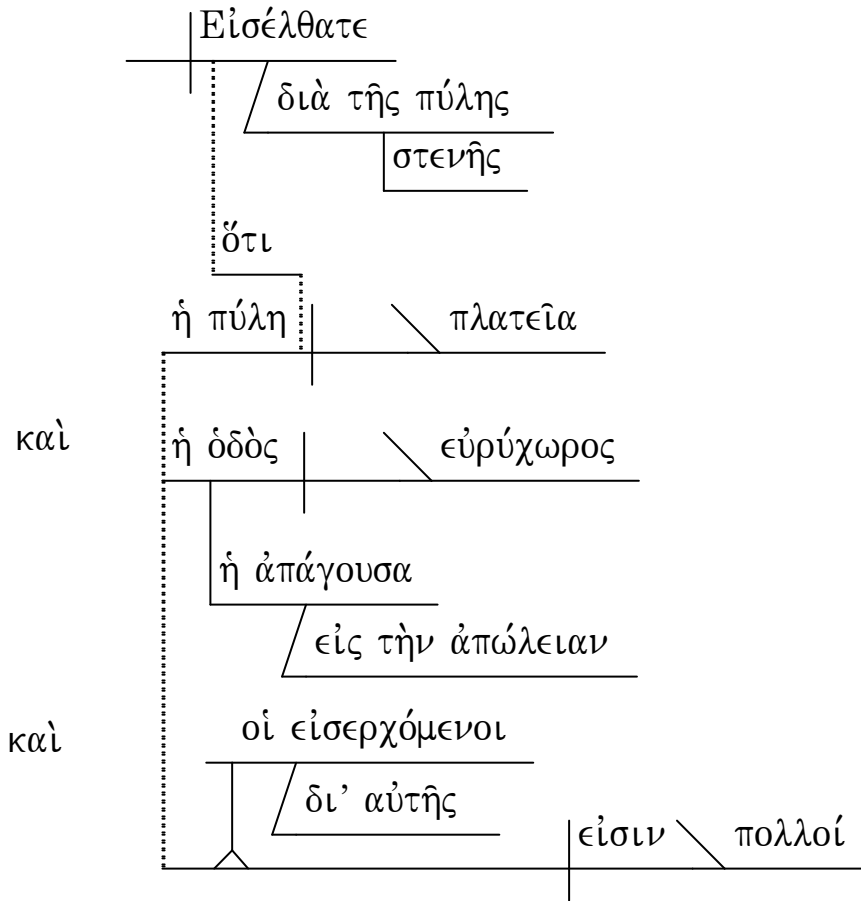 Εἰσέλθατε
διὰ τῆς πύλης
στενῆς
ὅτι
ἡ πύλη πλατεῖα
καὶ ἡ ὁδὸς εὐρύχωρος
ἡ ἀπάγουσα
εἰς τὴν ἀπώλειαν
καὶ οἱ εἰσερχόμενοι
δι’ αὐτῆς
εἰσιν πολλοί